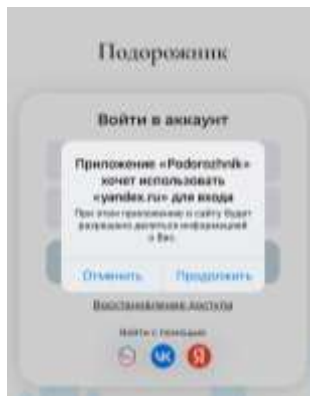 Подорожник
Войти в аккаунт
Приложение «Podorozhnik»
хочет использовать
«yandex.ru» для входа
При этом приложению и сайту будет
разрешено делиться информацией
о Вас.
Отменить Продолжить
Восстановление доступа
Войти с помощью
VK Я